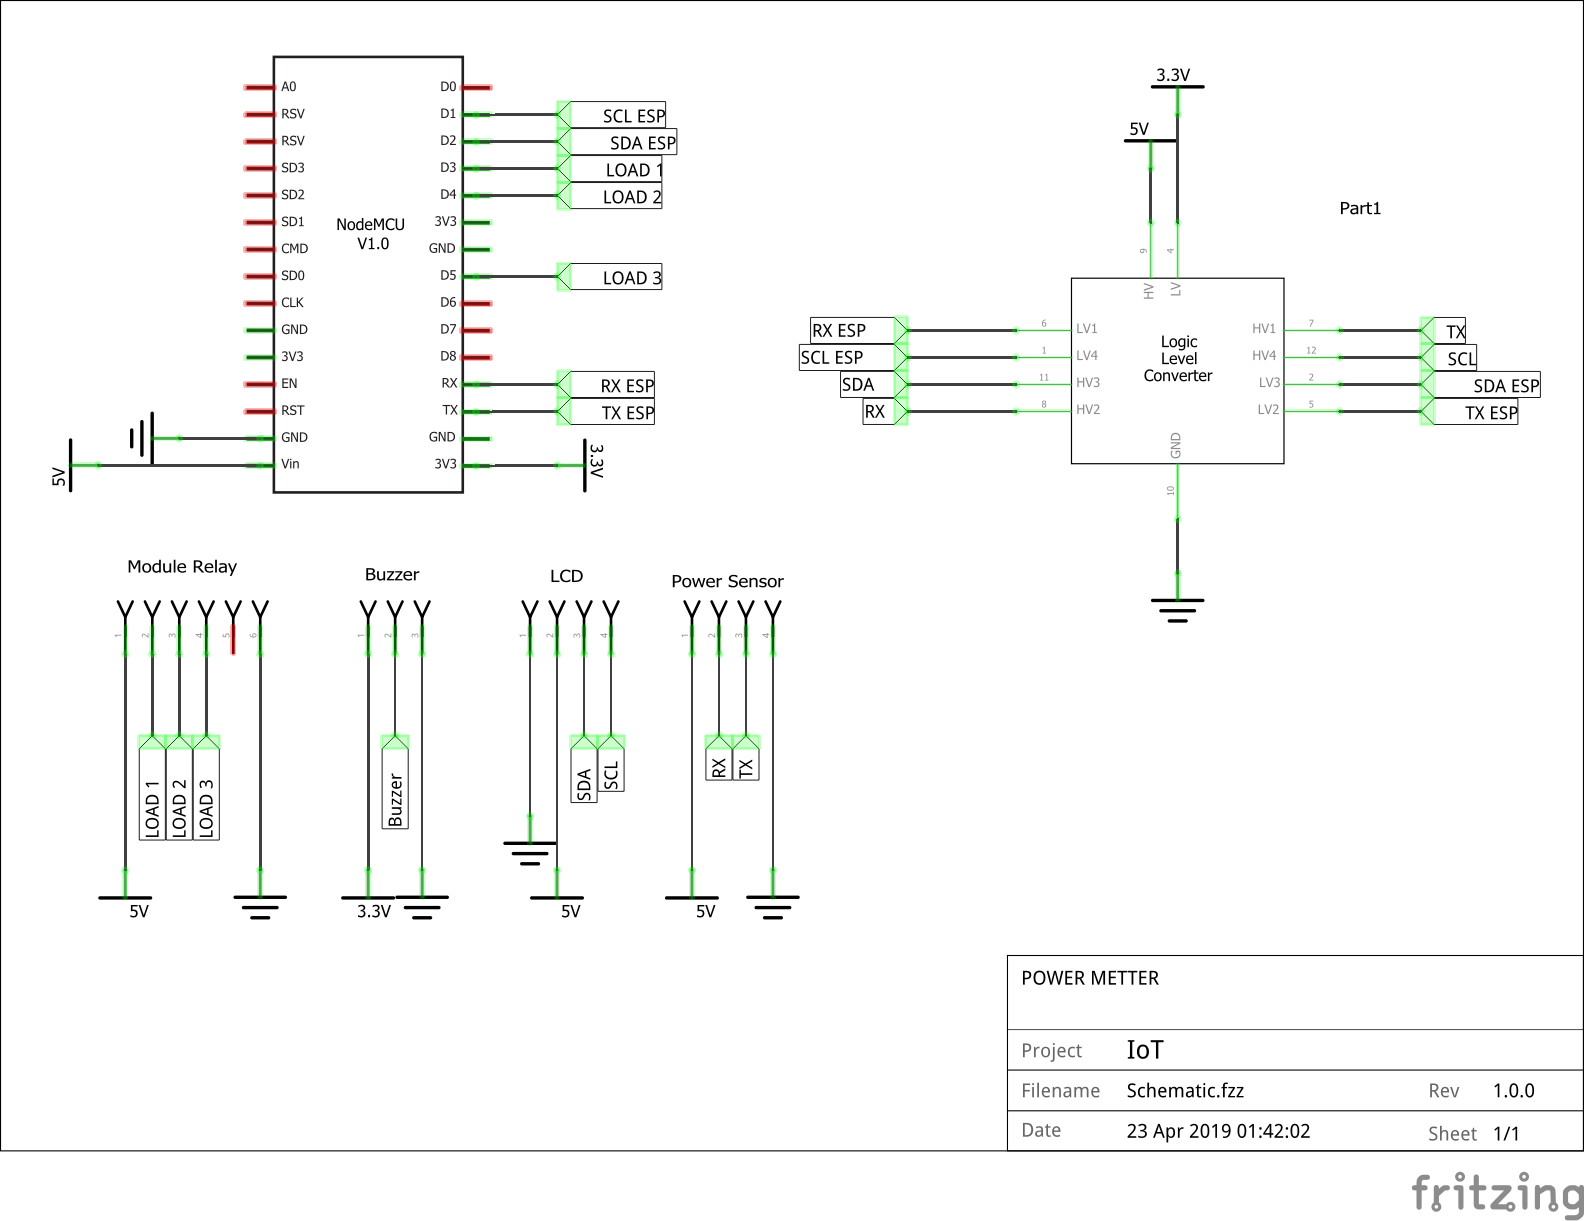 A0
RSV
RSV
SD3
SD2
SD1
CMD
SD0
CLK
GND
3V3
EN
RST
GND
Vin
NodeMCU
V1.0
D0
D1
D2
D3
D4
3V3
GND
D5
D6
D7
D8
RX
TX
GND
3V3
SCL ESP
SDA ESP
LOAD 1
LOAD 2
LOAD 3
RX ESP
TX ESP
5V
3.3V
3.3V
5V
Part1
9
4
HV
LV
RX ESP
SCL ESP
SDA
RX
6
1
11
8
LV1
LV4
HV3
HV2
Logic
Level
Converter
HV1
HV4
LV3
LV2
7
12
2
5
TX
SCL
SDA ESP
TX ESP
GND
10
Module Relay
1
2
3
4
5
6
LOAD 1
LOAD 2
LOAD 3
5V
Buzzer
1
2
3
Buzzer
3.3V
LCD
1
2
3
4
SDA
SCL
5V
Power Sensor
1
2
3
4
RX
TX
5V
POWER METTER
Project IoT
Filename Schematic.fzz Rev 1.0.0
Date 23 Apr 2019 01:42:02 Sheet 1/1
fritzing